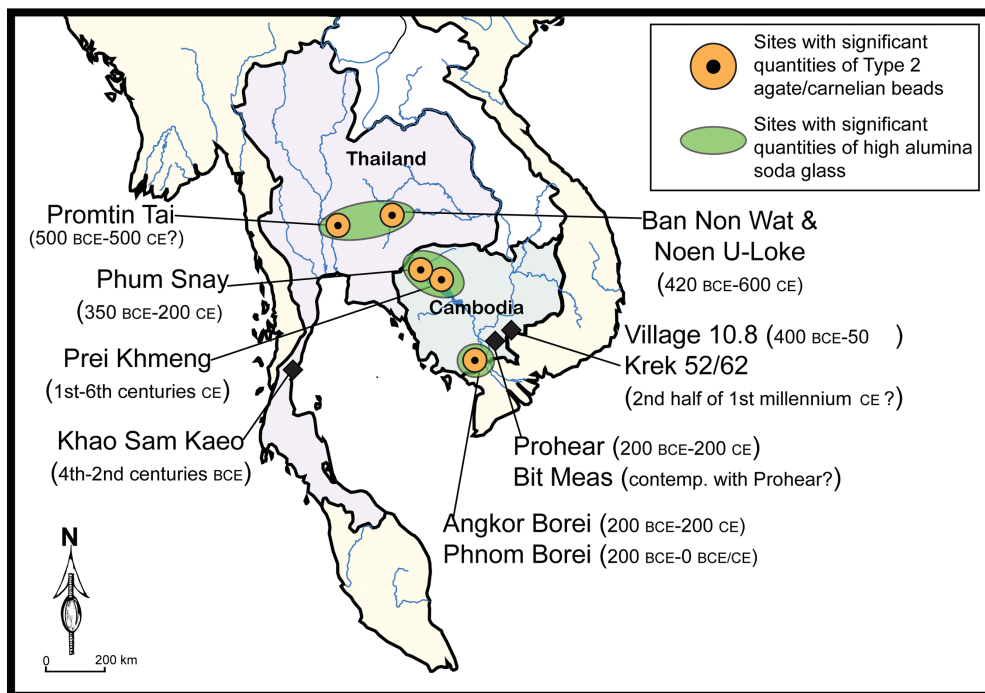 Sites with significant
quantities of Type 2
agate/carnelian beads
Sites with significant
quantities of high alumina
soda glass
Thailand
Promtin Tai
(500 BCE-500 CE?)
Ban Non Wat &
Noen U-Loke
(420 BCE-600 CE)
Phum Snay
(350 BCE-200 CE)
Cambodia
Prei Khmeng
(1st-6th centuries CE)
Village 10.8 (400 BCE-50 )
Krek 52/62
(2nd half of 1st millennium CE ?)
Khao Sam Kaeo
(4th-2nd centuries BCE)
Prohear (200 BCE-200 CE)
Bit Meas (contemp. with Prohear?)
Angkor Borei (200 BCE-200 CE)
Phnom Borei (200 BCE-0 BCE/CE)
N
0 200 km